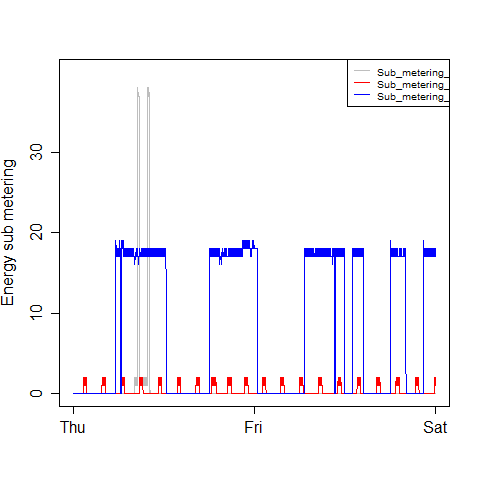 Sub_metering_
Sub_metering_
Sub_metering_
Energy sub metering
30
20
10
0
Thu Fri Sat